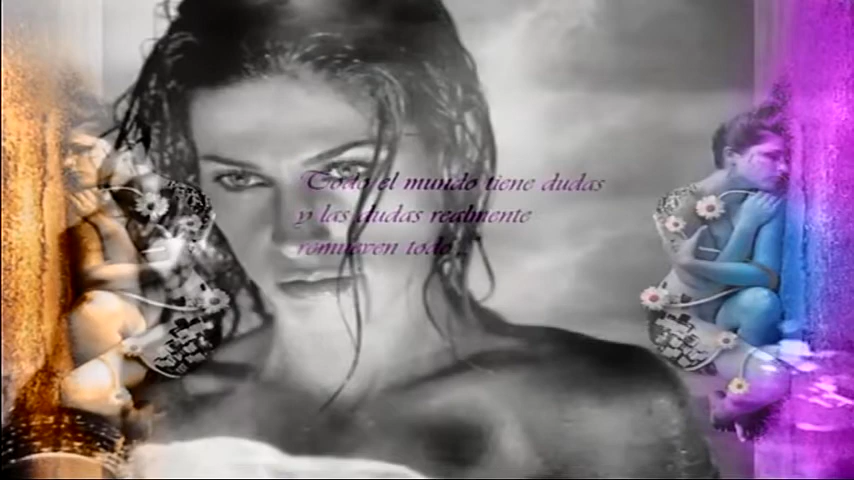 Todo el mundo tiene dudas
y las dudas realmente
remueven todo..."